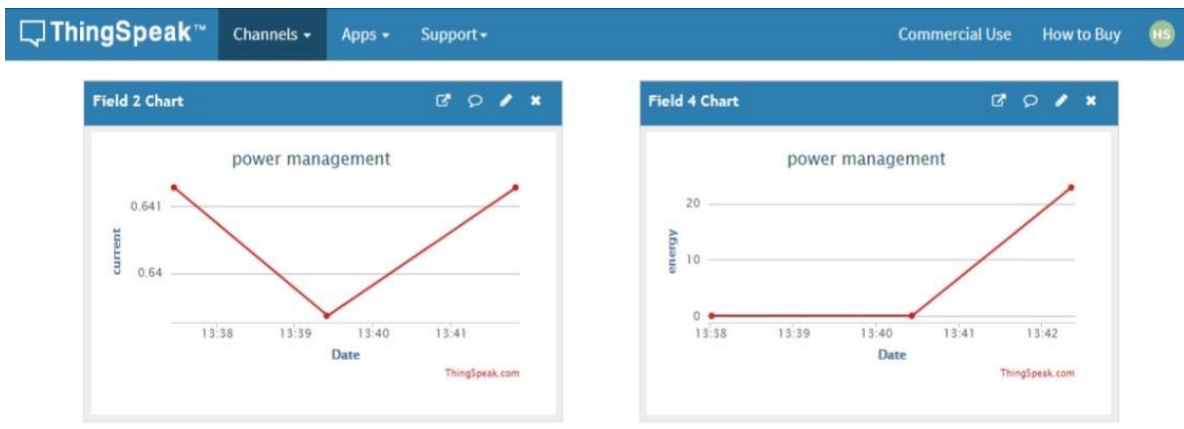 ThingSpeak™ Channels Apps Support Commercial Use How to Buy HS
Field 2 Chart
power management
0.641
0.64
current
13:38 13:39 13:40 13:41
Date
ThingSpeak.com
Field 4 Chart
power management
20
10
0
energy
13:38 13:39 13:40 13:41 13:42
Date
ThingSpeak.com